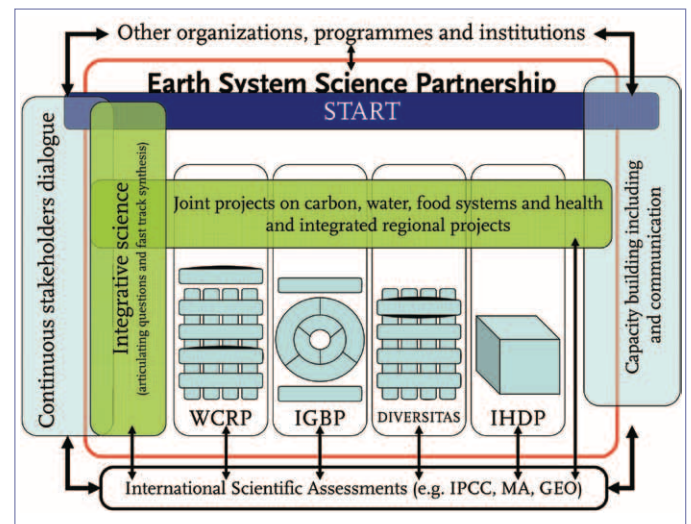 Other organizations, programmes and institutions
Earth System Science Partnership
START
Continuous stakeholders dialogue
Integrative science
(articulating questions and fast track synthesis)
Joint projects on carbon, water, food systems and health
and integrated regional projects
Capacity building including
and communication
WCRP
IGBP
DIVERSITAS
IHDP
International Scientific Assessments (e.g. IPCC, MA, GEO)